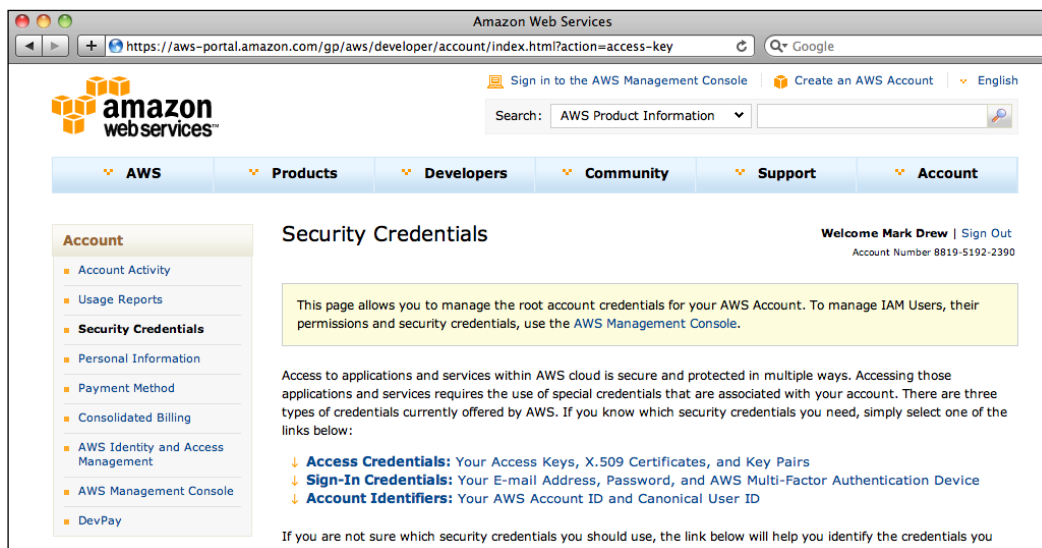 Amazon Web Services
https://aws-portal.amazon.com/gp/aws/developer/account/index.html?action=access-key
Google
Sign in to the AWS Management Console
Create an AWS Account
English
amazon
webservices™
Search:
AWS Product Information
AWS
Products
Developers
Community
Support
Account
Account
Account Activity
Usage Reports
Security Credentials
Personal Information
Payment Method
Consolidated Billing
AWS Identity and Access
Management
AWS Management Console
DevPay
Security Credentials
Welcome Mark Drew | Sign Out
Account Number 8819-5192-2390
This page allows you to manage the root account credentials for your AWS Account. To manage IAM Users, their
permissions and security credentials, use the AWS Management Console.
Access to applications and services within AWS cloud is secure and protected in multiple ways. Accessing those
applications and services requires the use of special credentials that are associated with your account. There are three
types of credentials currently offered by AWS. If you know which security credentials you need, simply select one of the
links below:
↓ Access Credentials: Your Access Keys, X.509 Certificates, and Key Pairs
↓ Sign-In Credentials: Your E-mail Address, Password, and AWS Multi-Factor Authentication Device
↓ Account Identifiers: Your AWS Account ID and Canonical User ID
If you are not sure which security credentials you should use, the link below will help you identify the credentials you